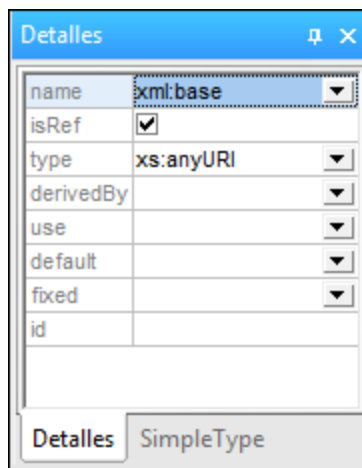 Detalles
name xml:base
isRef
type xs:anyURI
derivedBy
use
default
fixed
id
Detalles SimpleType